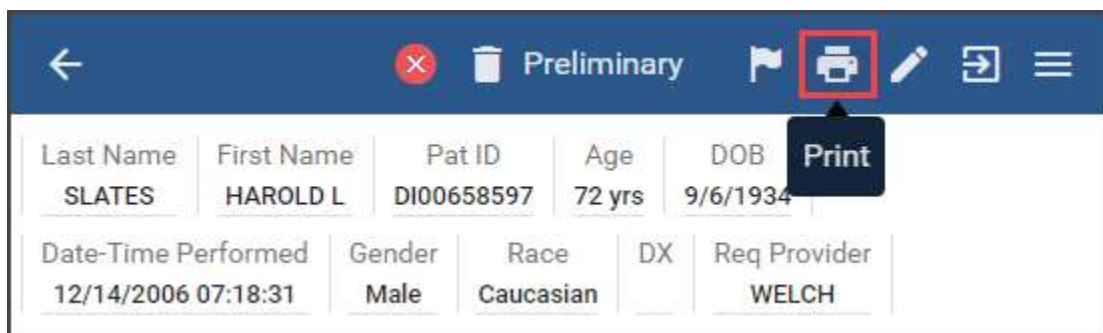 Preliminary
Print
Last Name First Name Pat ID Age DOB
SLATES HAROLD L DI00658597 72 yrs 9/6/1934
Date-Time Performed Gender Race DX Req Provider
12/14/2006 07:18:31 Male Caucasian WELCH